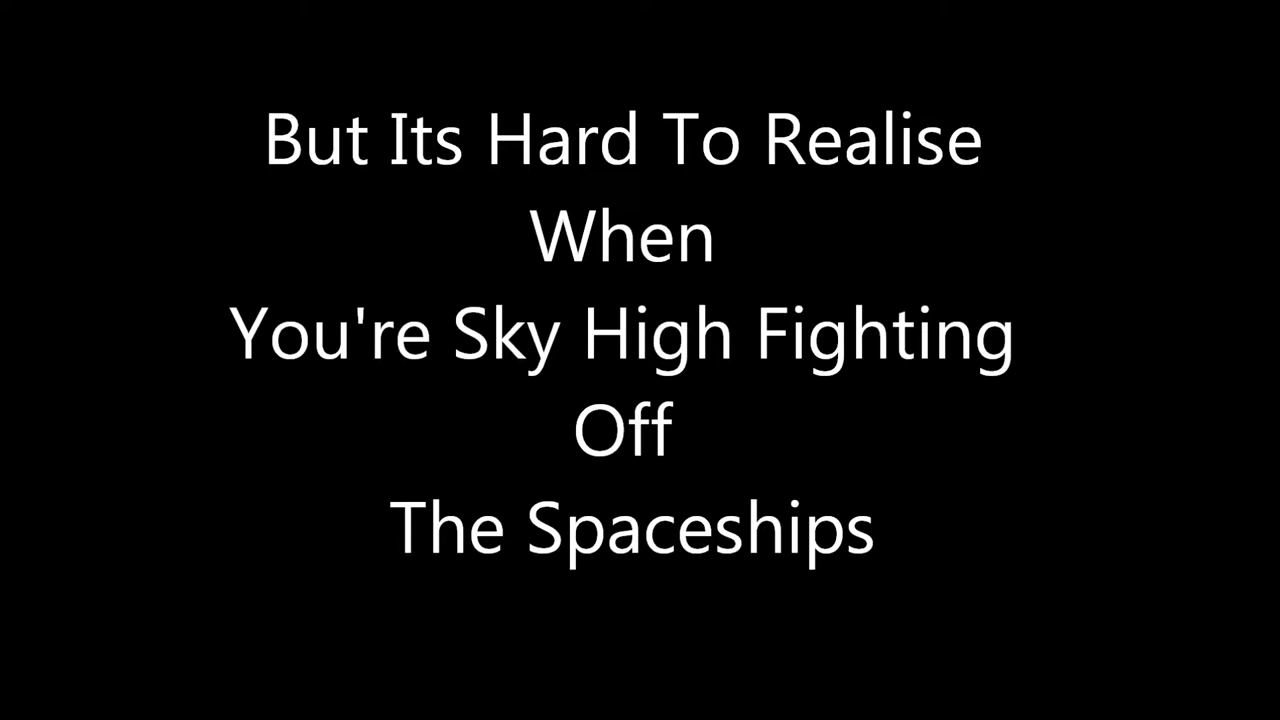 But Its Hard To Realise
When
You're Sky High Fighting
Off
The Spaceships